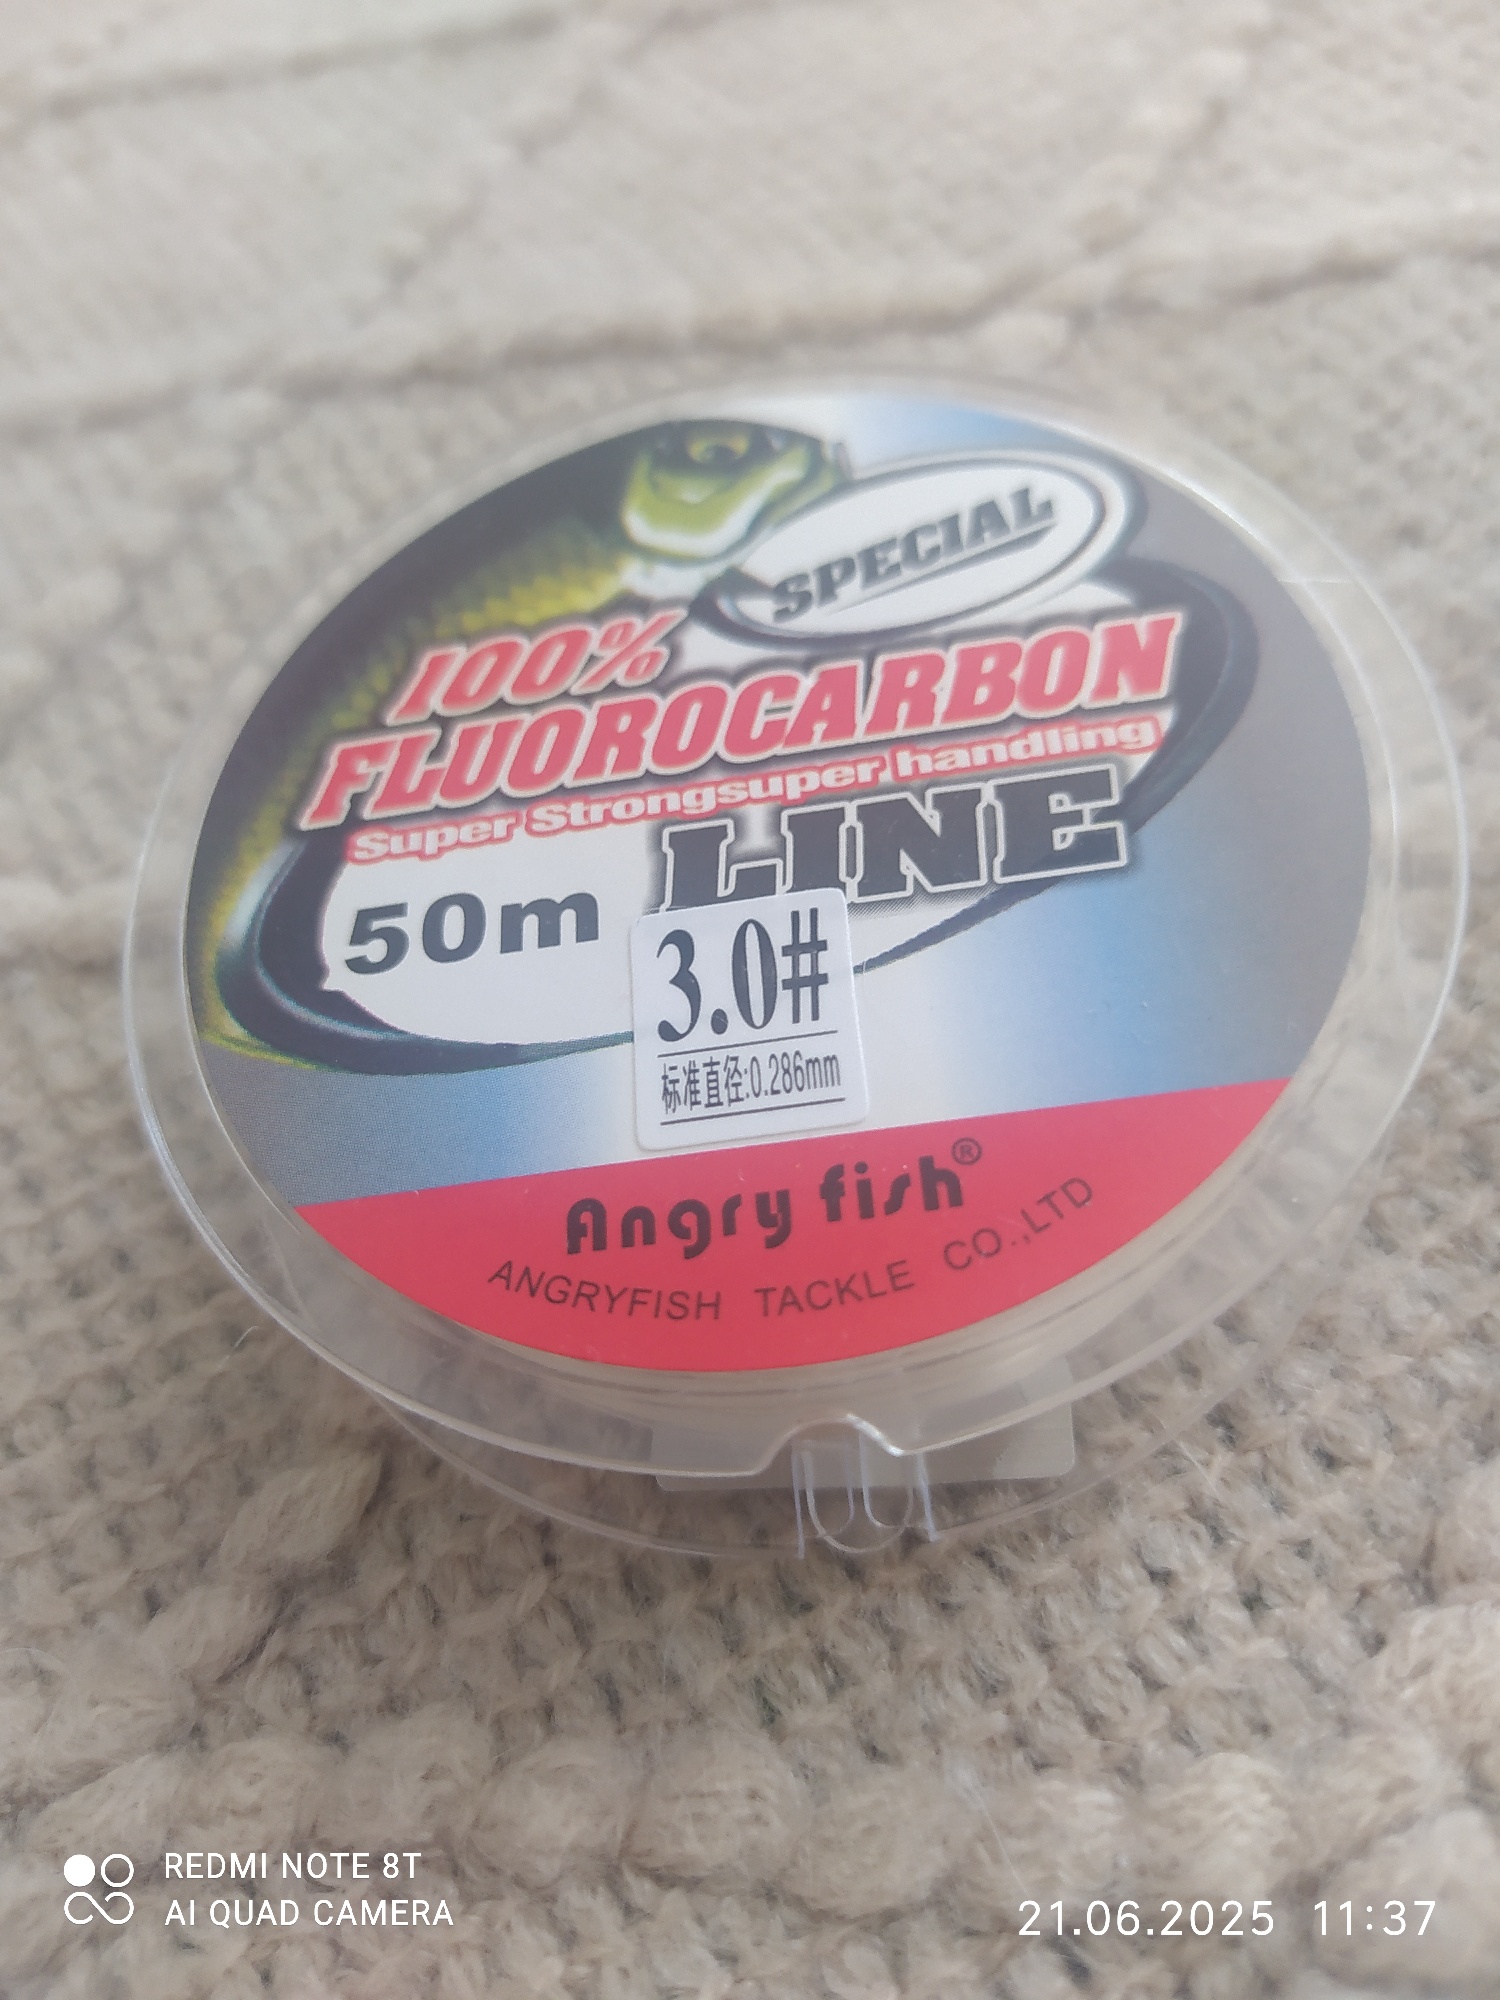 SPECIAL
100%
FLUOROCARBON
Super Strongsuper handling
LINE
50m
3.0#
标准直径:0.286mm
Angry fish®
ANGRYFISH TACKLE CO.,LTD
REDMI NOTE 8T
AI QUAD CAMERA
21.06.2025 11:37